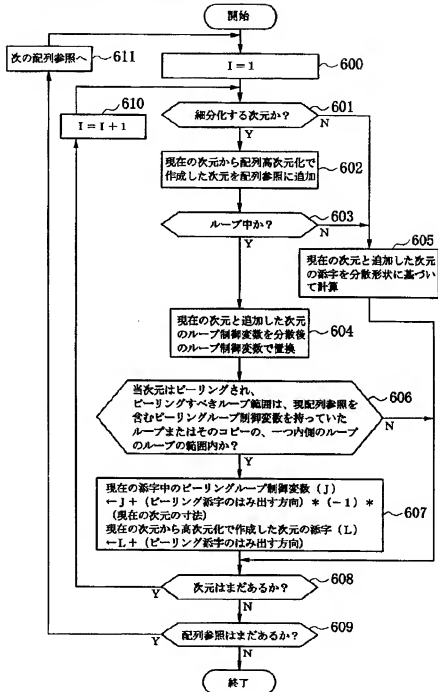 開始
次の配列参照へ
611
I=1
600
610
I=I+1
細分化する次元か?
601
Y
N
現在の次元から配列高次元化で
作成した次元を配列参照に追加
602
ループ中か?
603
Y
N
605
現在の次元と追加した次元
の添字を分散形状に基づい
て計算
現在の次元と追加した次元
のループ制御変数を分散後
のループ制御変数で置換
604
当次元はピーリングされ、
ピーリングすべきループ範囲は、現配列参照を
含むピーリングループ制御変数を持っていた
ループまたはそのコピーの、一つ内側のループ
のループの範囲内か?
606
Y
N
現在の添字中のピーリングループ制御変数(J)
←J+(ピーリング添字のはみ出す方向)*(-1)*
(現在の次元の寸法)
現在の次元から高次元化で作成した次元の添字(L)
←L+(ピーリング添字のはみ出す方向)
607
次元はまだあるか?
608
Y
N
配列参照はまだあるか?
609
Y
N
終了